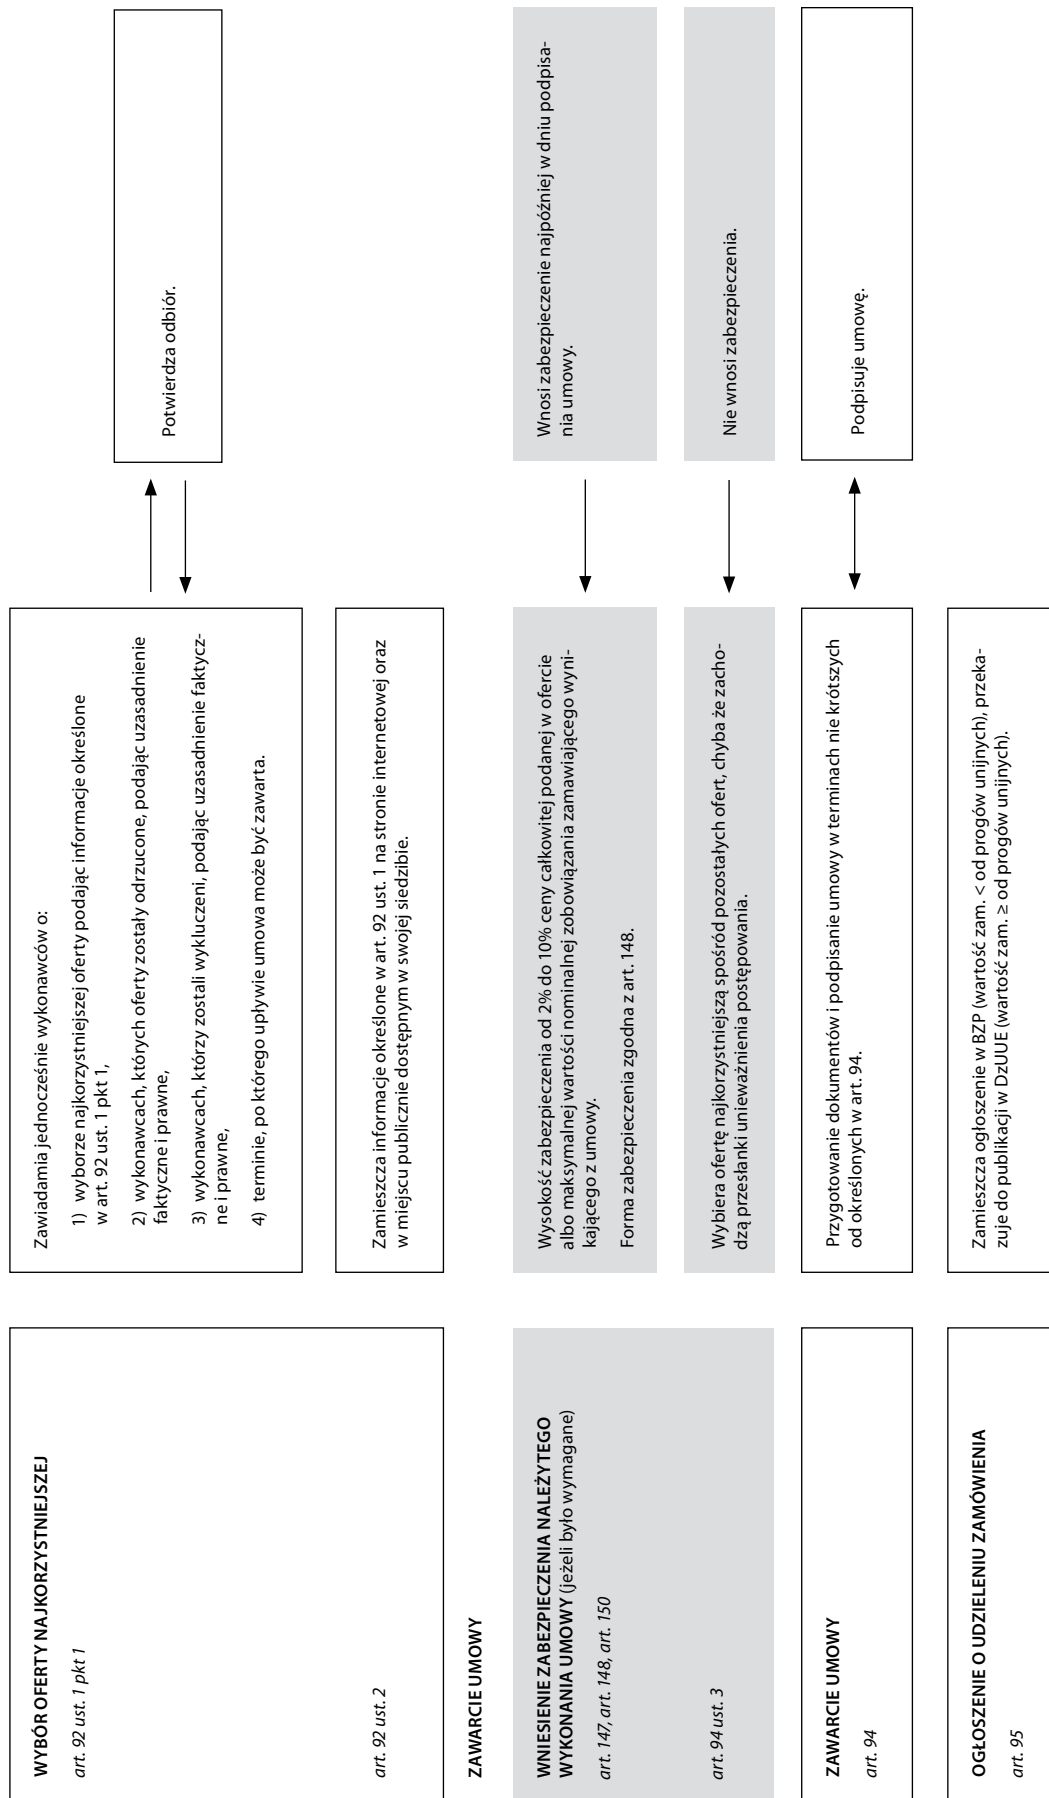 WYBÓR OFERTY NAJKORZYSTNIEJSZEJ
art. 92 ust. 1 pkt 1
Zawiadamia jednocześnie wykonawców o:
1) wyborze najkorzystniejszej oferty podając informacje określone
w art. 92 ust. 1 pkt 1,
2) wykonawcach, których oferty zostały odrzucone, podając uzasadnienie
faktyczne i prawne,
3) wykonawcach, którzy zostali wykluczeni, podając uzasadnienie faktycz-
ne i prawne,
4) terminie, po którego upływie umowa może być zawarta.
Potwierdza odbiór.
art. 92 ust. 2
Zamieszcza informacje określone w art. 92 ust. 1 na stronie internetowej oraz
w miejscu publicznie dostępnym w swojej siedzibie.
ZAWARCIE UMOWY
WNIESIENIE ZABEZPIECZENIA NALEŻYTEGO
WYKONANIA UMOWY (jeżeli było wymagane)
art. 147, art. 148, art. 150
Wysokość zabezpieczenia od 2% do 10% ceny całkowitej podanej w ofercie
albo maksymalnej wartości nominalnej zobowiązania zamawiającego wyni-
kającego z umowy.
Forma zabezpieczenia zgodna z art. 148.
Wnosi zabezpieczenie najpóźniej w dniu podpisa-
nia umowy.
art. 94 ust. 3
Wybiera ofertę najkorzystniejszą spośród pozostałych ofert, chyba że zacho-
dzą przesłanki unieważnienia postępowania.
Nie wnosi zabezpieczenia.
ZAWARCIE UMOWY
art. 94
Przygotowanie dokumentów i podpisanie umowy w terminach nie krótszych
od określonych w art. 94.
Podpisuje umowę.
OGŁOSZENIE O UDZIELENIU ZAMÓWIENIA
art. 95
Zamieszcza ogłoszenie w BZP (wartość zam. < od progów unijnych), przeka-
zuje do publikacji w DzUUE (wartość zam. ≥ od progów unijnych).